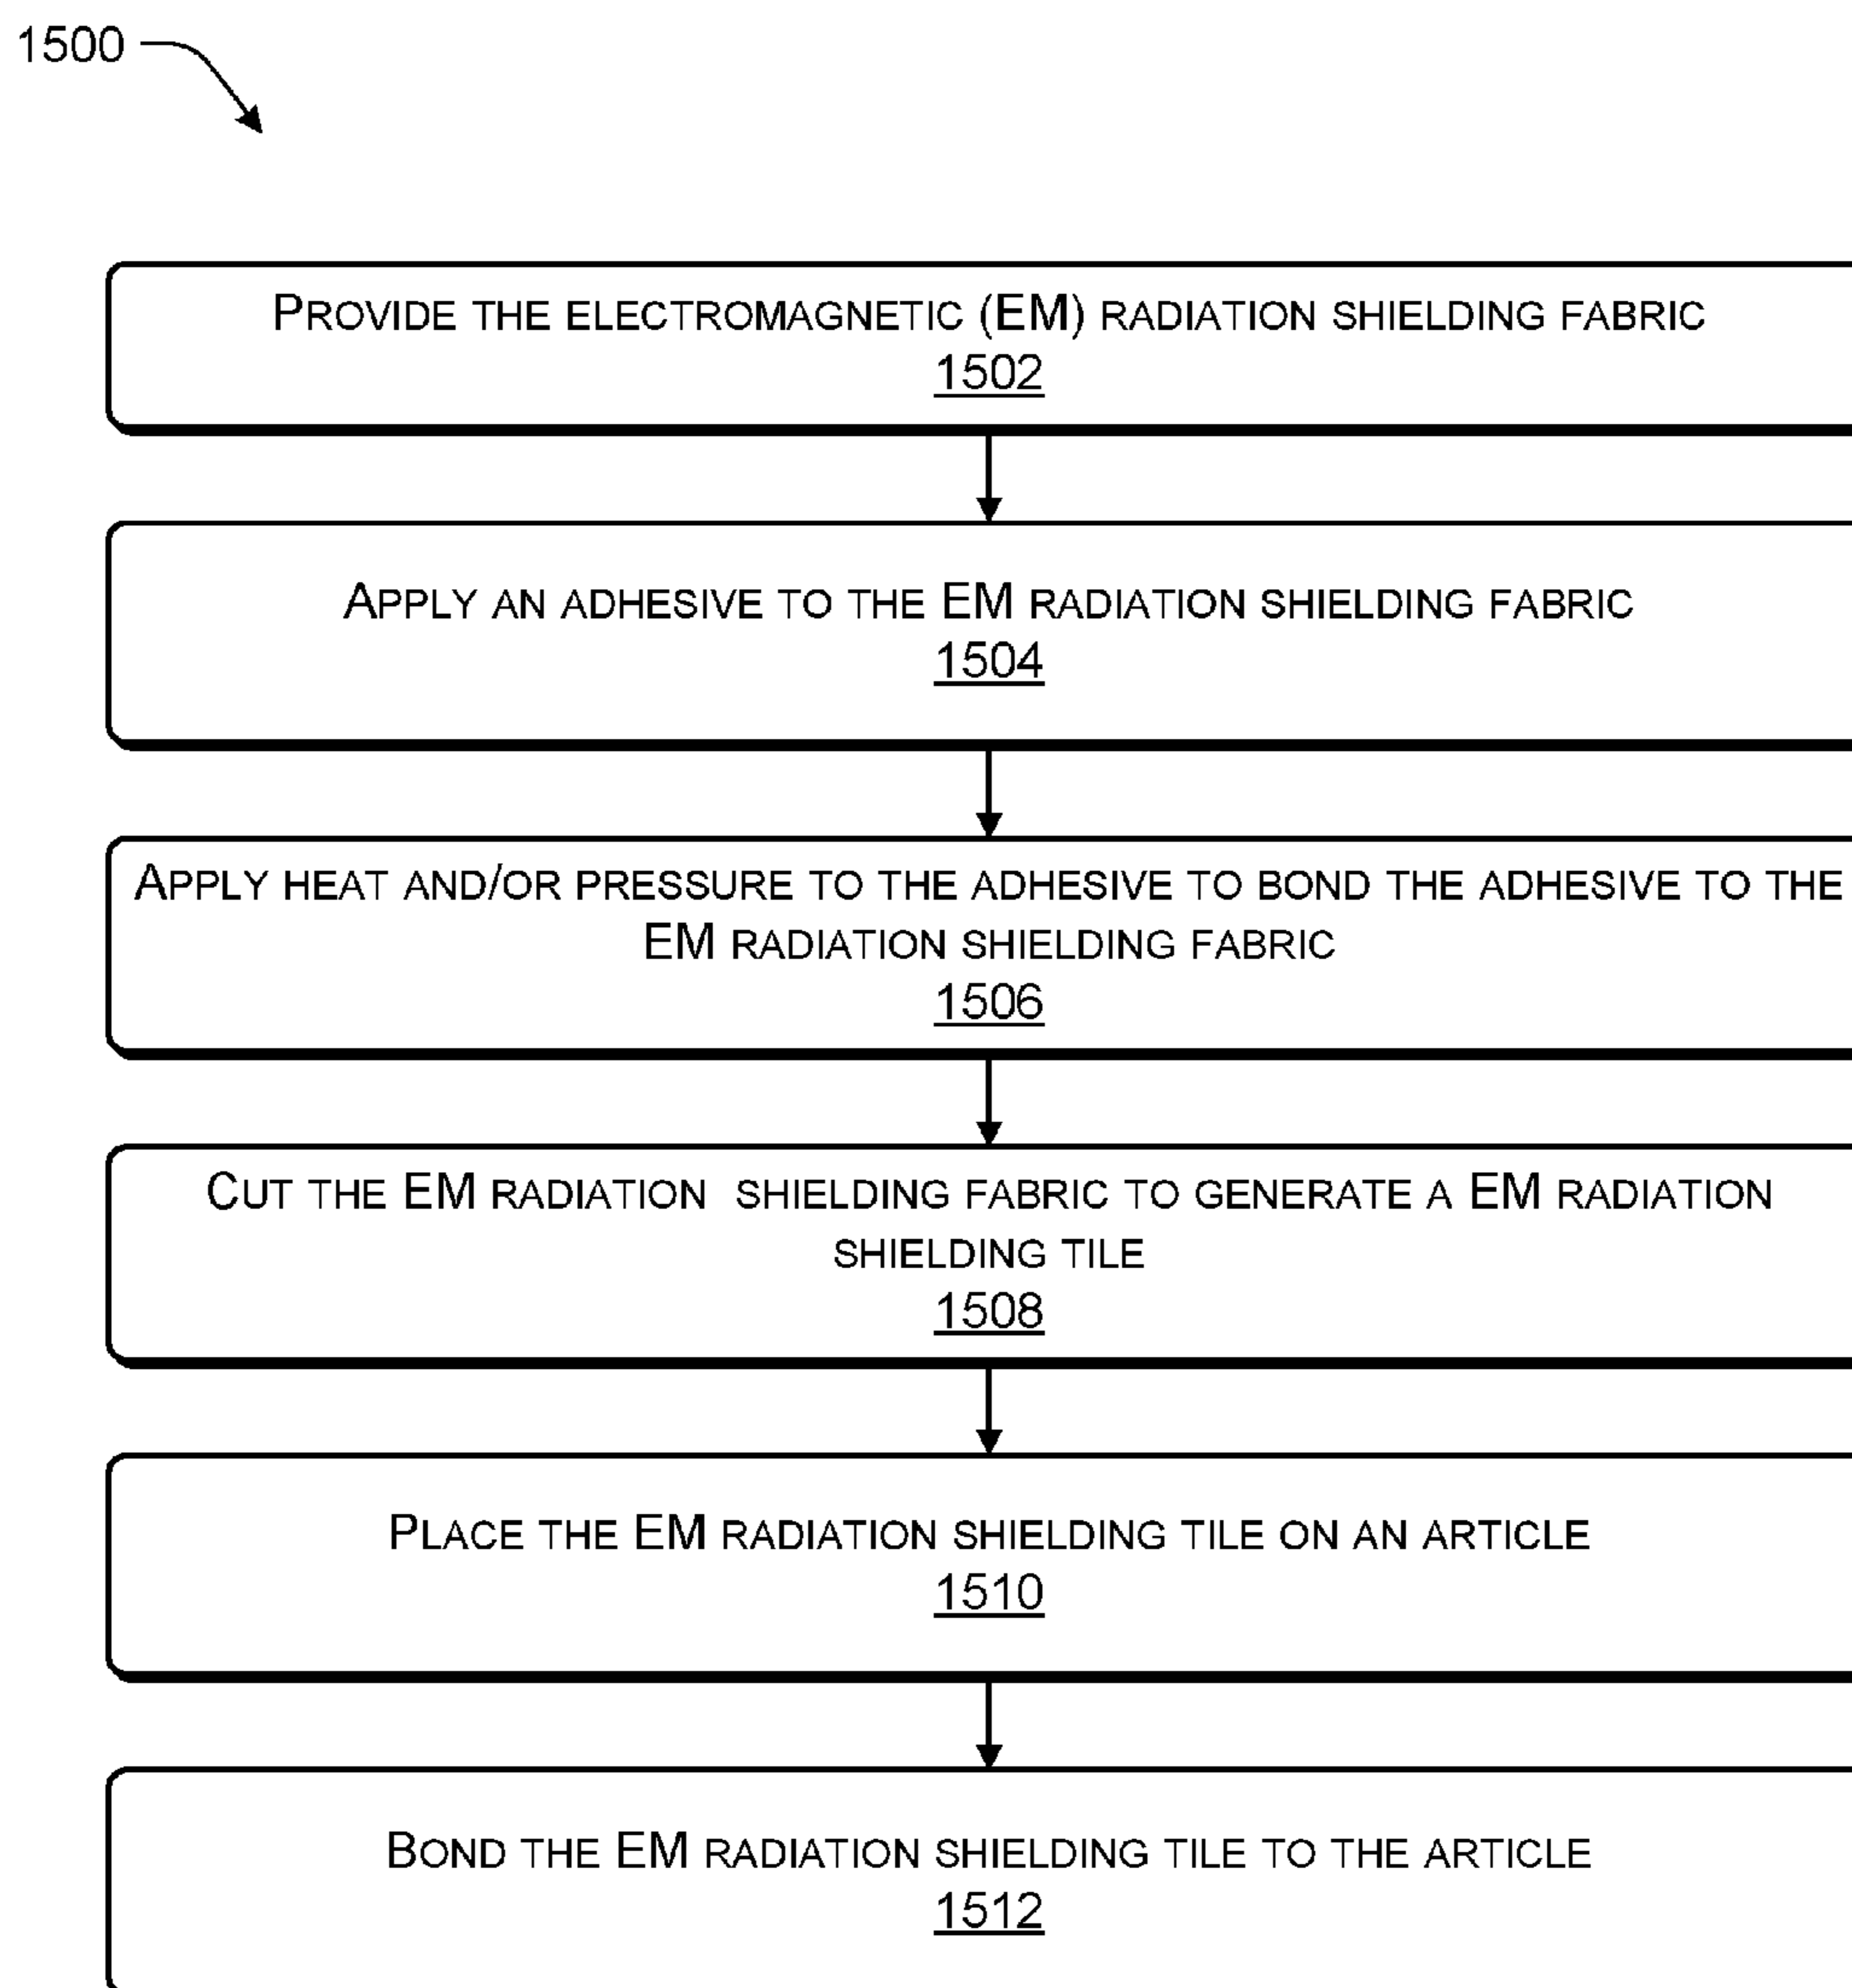 1500
PROVIDE THE ELECTROMAGNETIC (EM) RADIATION SHIELDING FABRIC
1502
APPLY AN ADHESIVE TO THE EM RADIATION SHIELDING FABRIC
1504
APPLY HEAT AND/OR PRESSURE TO THE ADHESIVE TO BOND THE ADHESIVE TO THE
EM RADIATION SHIELDING FABRIC
1506
CUT THE EM RADIATION SHIELDING FABRIC TO GENERATE A EM RADIATION
SHIELDING TILE
1508
PLACE THE EM RADIATION SHIELDING TILE ON AN ARTICLE
1510
BOND THE EM RADIATION SHIELDING TILE TO THE ARTICLE
1512